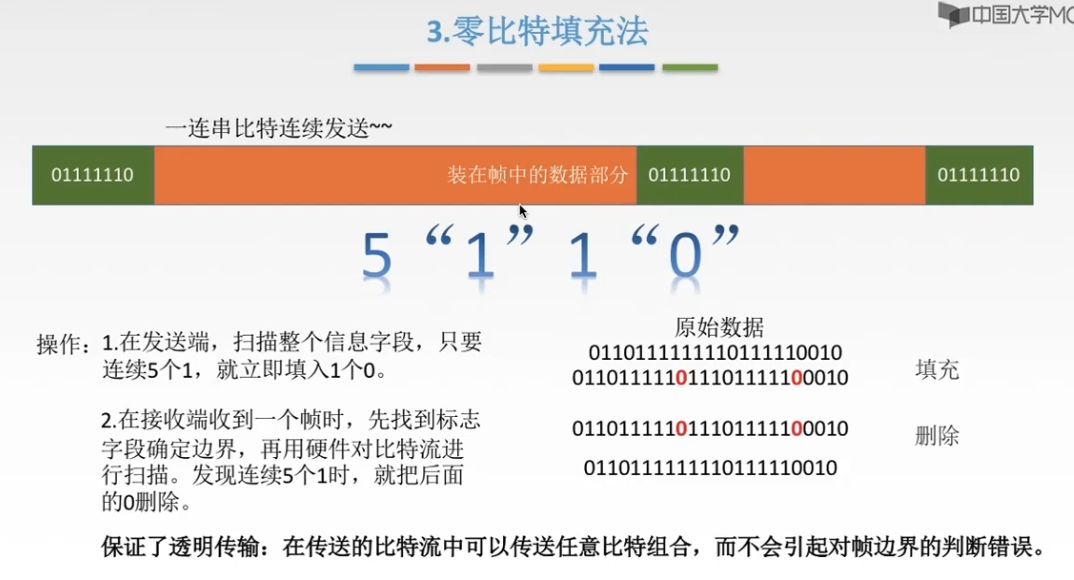 中国大学MO
3.零比特填充法
一连串比特连续发送~~
01111110 装在帧中的数据部分 01111110 01111110
5 “1” 1 “0”
操作：1.在发送端，扫描整个信息字段，只要
连续5个1，就立即填入1个0。
2.在接收端收到一个帧时，先找到标志
字段确定边界，再用硬件对比特流进
行扫描。发现连续5个1时，就把后面
的0删除。
原始数据
0110111111110111110010
011011111011101111100010
填充
011011111011101111100010
删除
0110111111110111110010
保证了透明传输：在传送的比特流中可以传送任意比特组合，而不会引起对帧边界的判断错误。